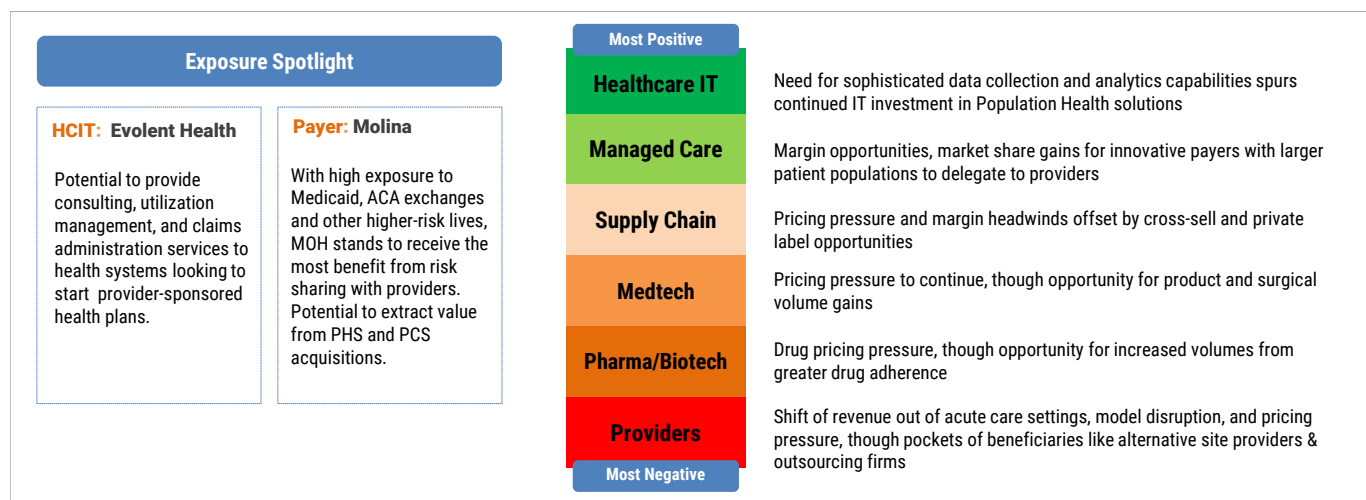 Exposure Spotlight
HCIT: Evolent Health
Potential to provide
consulting, utilization
management, and claims
administration services to
health systems looking to
start provider-sponsored
health plans.
Payer: Molina
With high exposure to
Medicaid, ACA exchanges
and other higher-risk lives,
MOH stands to receive the
most benefit from risk
sharing with providers.
Potential to extract value
from PHS and PCS
acquisitions.
Most Positive
Healthcare IT
Need for sophisticated data collection and analytics capabilities spurs
continued IT investment in Population Health solutions
Managed Care
Margin opportunities, market share gains for innovative payers with larger
patient populations to delegate to providers
Supply Chain
Pricing pressure and margin headwinds offset by cross-sell and private
label opportunities
Medtech
Pricing pressure to continue, though opportunity for product and surgical
volume gains
Pharma/Biotech
Drug pricing pressure, though opportunity for increased volumes from
greater drug adherence
Providers
Shift of revenue out of acute care settings, model disruption, and pricing
pressure, though pockets of beneficiaries like alternative site providers &
outsourcing firms
Most Negative